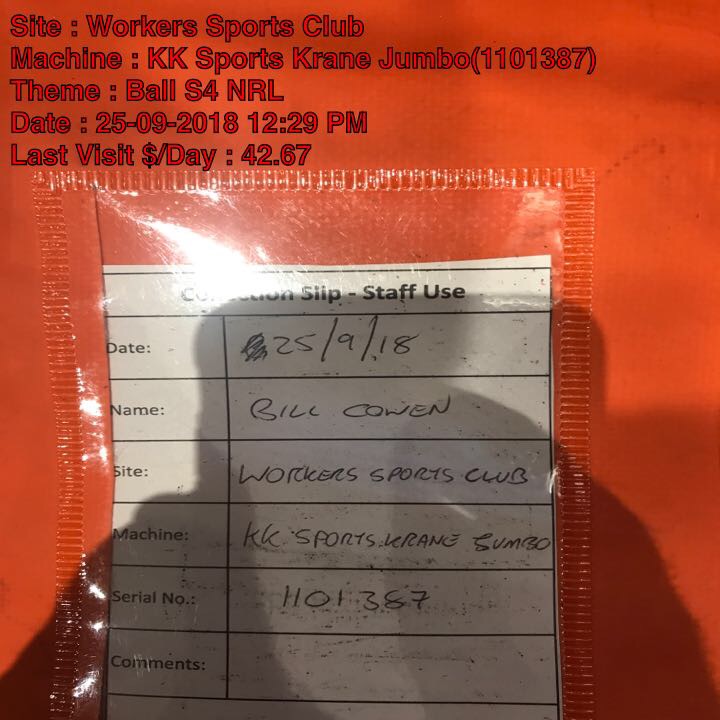 Site : Workers Sports Club
Machine : KK Sports Krane Jumbo(1101387)
Theme : Ball S4 NRL
Date : 25-09-2018 12:29 PM
Last Visit $/Day : 42.67
Collection Slip - Staff Use
Date: 25/9/18
Name: BILL COWEN
Site: WORKERS SPORTS CLUB
Machine: KK SPORTS KRANE JUMBO
Serial No.: 1101387
Comments: